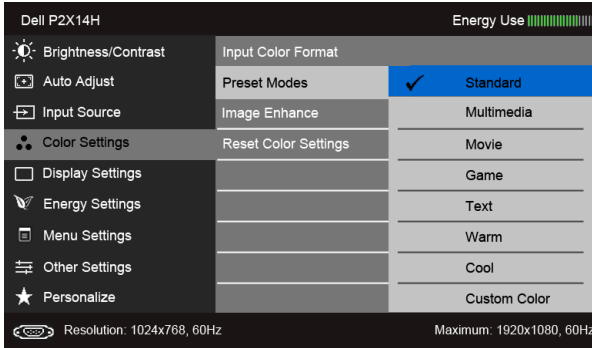 Dell P2X14H
Energy Use
Brightness/Contrast
Input Color Format
Auto Adjust
Preset Modes
Standard
Input Source
Image Enhance
Multimedia
Color Settings
Reset Color Settings
Movie
Display Settings
Game
Energy Settings
Text
Menu Settings
Warm
Other Settings
Cool
Personalize
Custom Color
Resolution: 1024x768, 60Hz
Maximum: 1920x1080, 60Hz